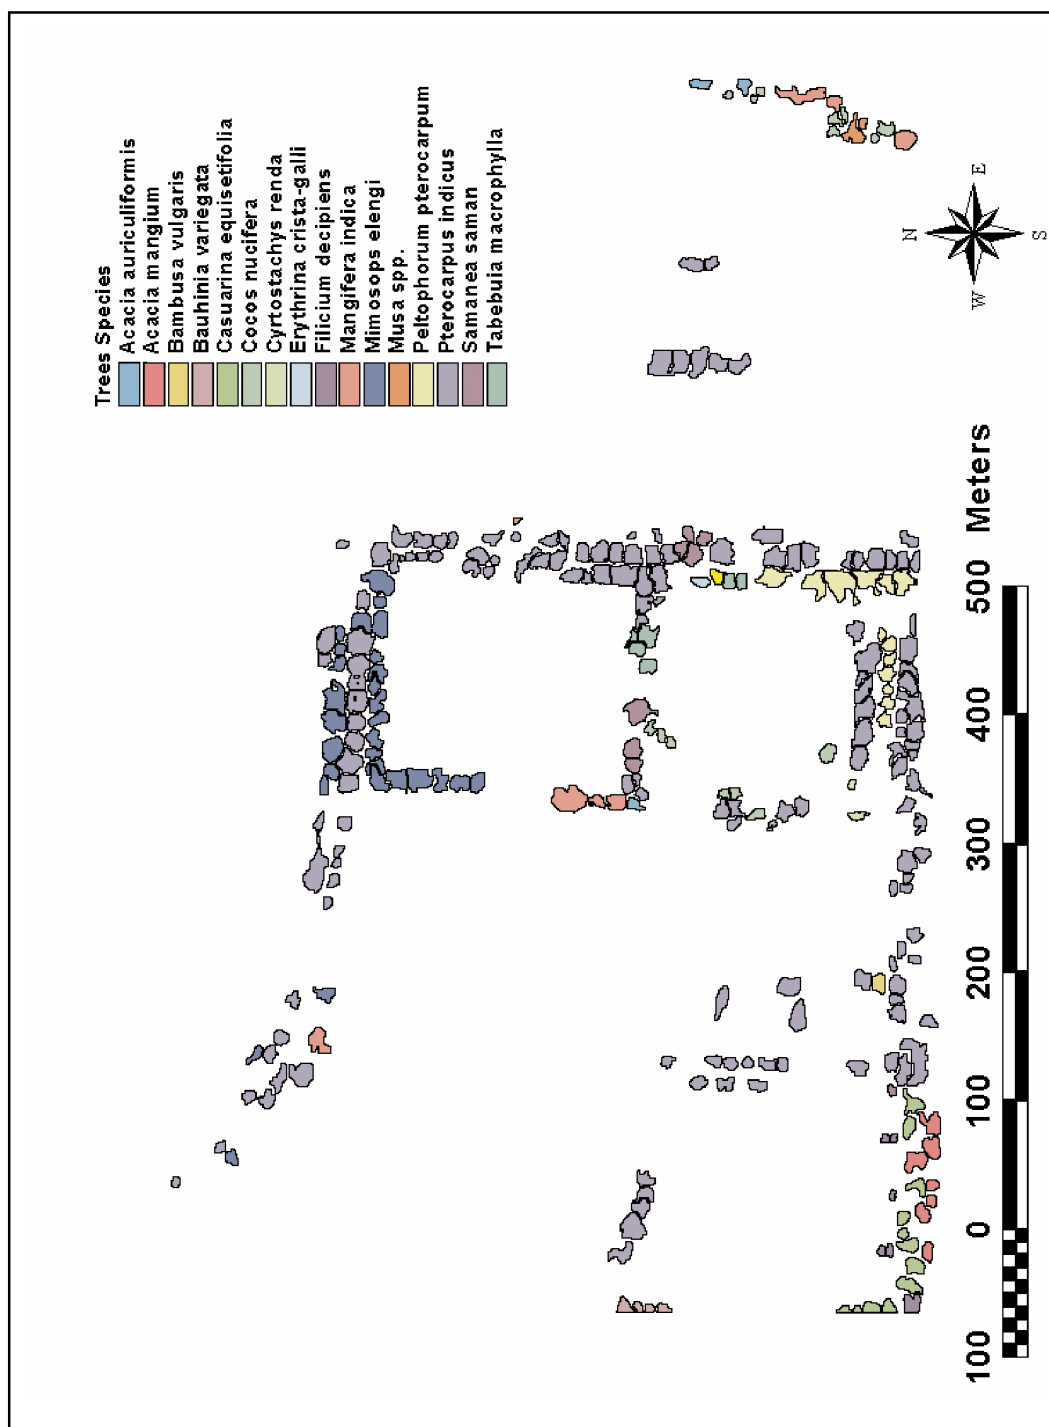 Trees Species
Acacia auriculiformis
Acacia mangium
Bambusa vulgaris
Bauhinia variegata
Casuarina equisetifolia
Cocos nucifera
Cyrtostachys renda
Erythrina crista-galli
Filicium decipiens
Mangifera indica
Mimosops elengi
Musa spp.
Peltophorum pterocarpum
Pterocarpus indicus
Samanea saman
Tabebuia macrophylla
N
W E
S
100 0 100 200 300 400 500 Meters